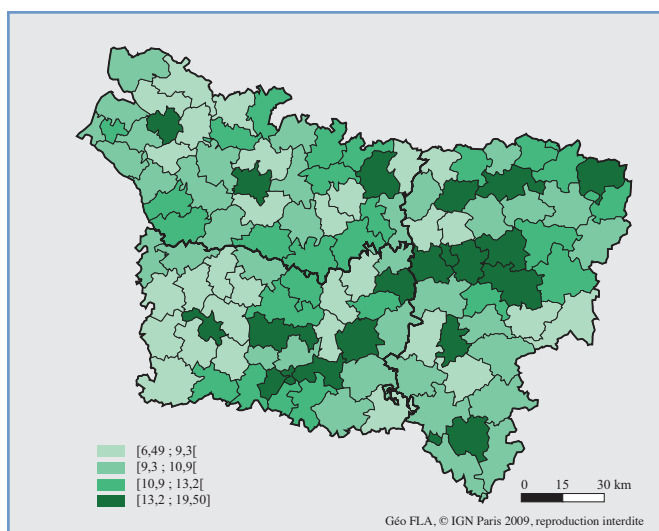 [6,49 ; 9,3[
[9,3 ; 10,9[
[10,9 ; 13,2[
[13,2 ; 19,50]
0 15 30 km
Géo FLA, © IGN Paris 2009, reproduction interdite